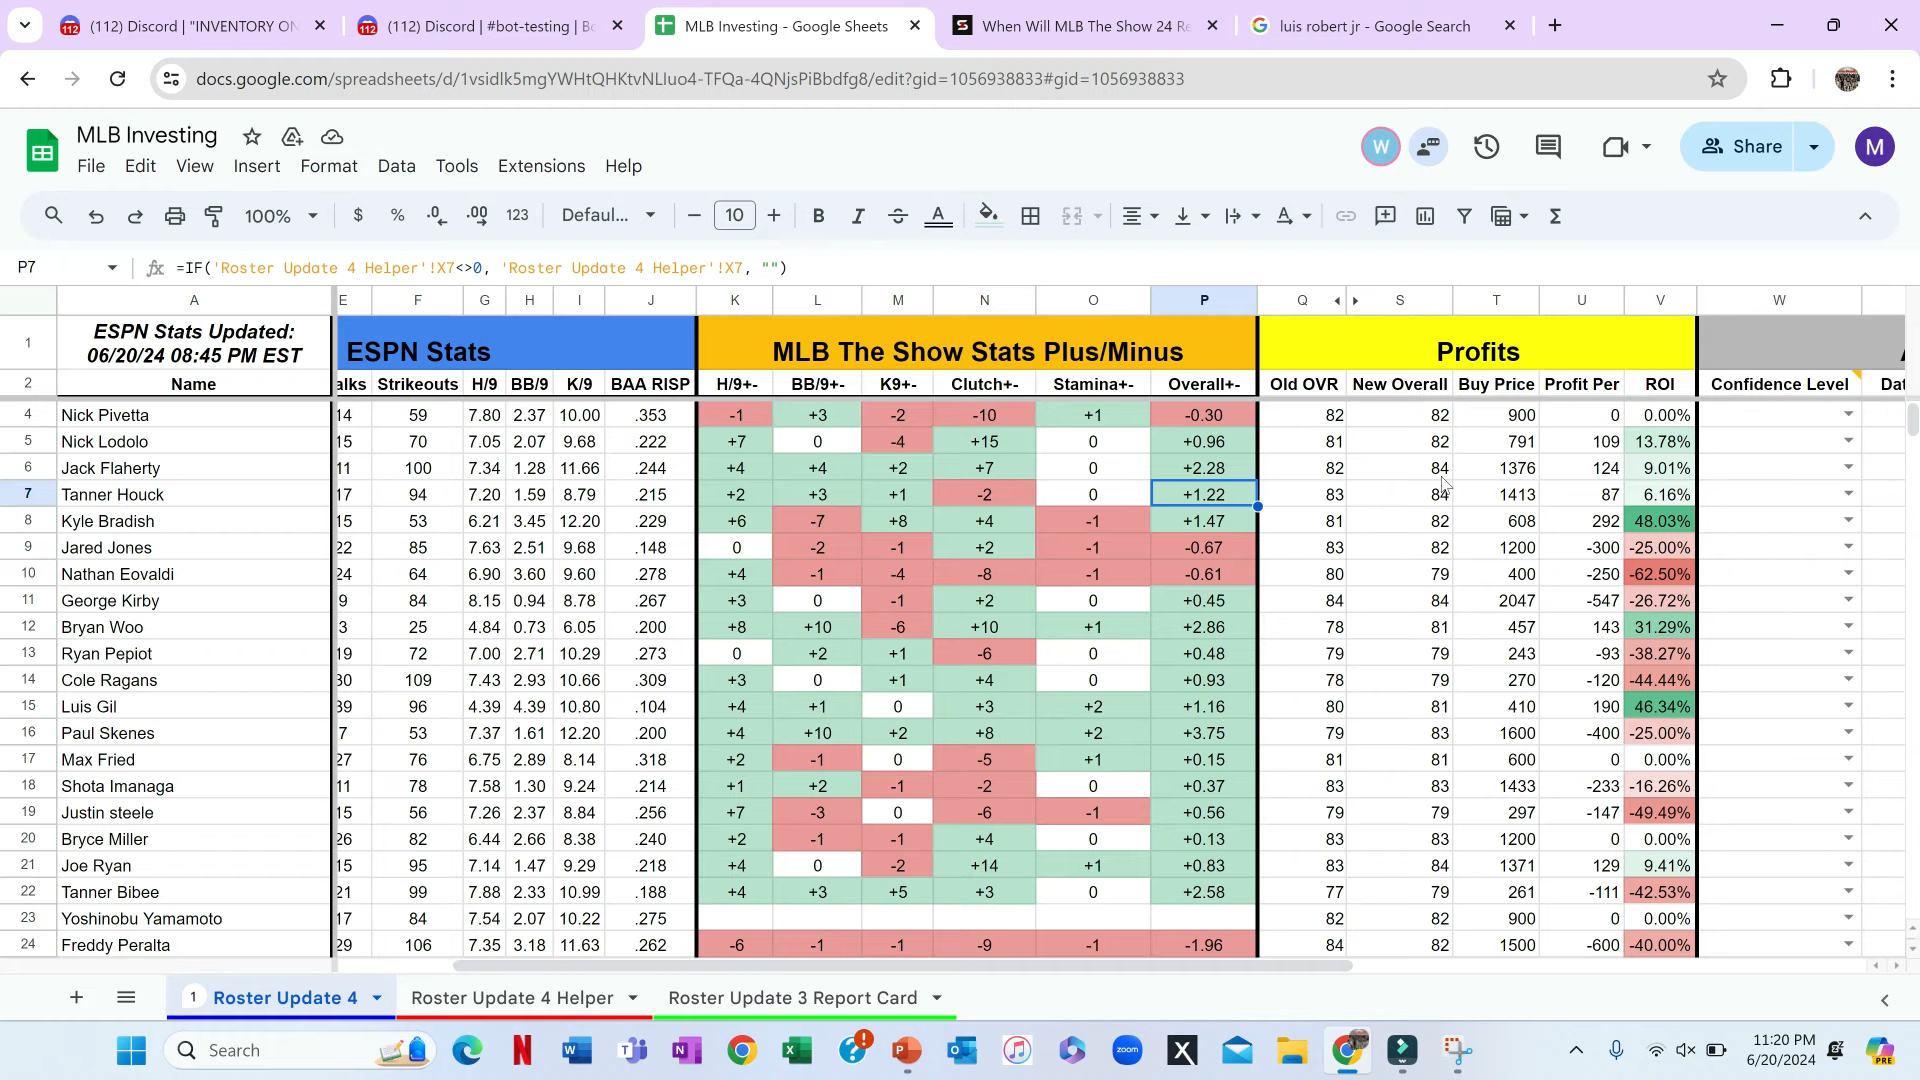 (112) Discord | "INVENTORY ON
(112) Discord | #bot-testing | Bo
MLB Investing - Google Sheets
When Will MLB The Show 24 Re
luis robert jr - Google Search
docs.google.com/spreadsheets/d/1vsidlk5mgYWHtQHKtvNLluo4-TFQa-4QNjsPiBbdfg8/edit?gid=1056938833#gid=1056938833
MLB Investing
File Edit View Insert Format Data Tools Extensions Help
W
Share
M
100% $ % .0 .00 123 Defaul... 10 B I A
P7
=IF('Roster Update 4 Helper'!X7<>0, 'Roster Update 4 Helper'!X7, "")
A E F G H I J K L M N O P Q S T U V W
1 ESPN Stats Updated: 06/20/24 08:45 PM EST ESPN Stats MLB The Show Stats Plus/Minus Profits
2 Name alks Strikeouts H/9 BB/9 K/9 BAA RISP H/9+- BB/9+- K9+- Clutch+- Stamina+- Overall+- Old OVR New Overall Buy Price Profit Per ROI Confidence Level Dat
4 Nick Pivetta 14 59 7.80 2.37 10.00 .353 -1 +3 -2 -10 +1 -0.30 82 82 900 0 0.00%
5 Nick Lodolo 15 70 7.05 2.07 9.68 .222 +7 0 -4 +15 0 +0.96 81 82 791 109 13.78%
6 Jack Flaherty 11 100 7.34 1.28 11.66 .244 +4 +4 +2 +7 0 +2.28 82 84 1376 124 9.01%
7 Tanner Houck 17 94 7.20 1.59 8.79 .215 +2 +3 +1 -2 0 +1.22 83 84 1413 87 6.16%
8 Kyle Bradish 15 53 6.21 3.45 12.20 .229 +6 -7 +8 +4 -1 +1.47 81 82 608 292 48.03%
9 Jared Jones 22 85 7.63 2.51 9.68 .148 0 -2 -1 +2 -1 -0.67 83 82 1200 -300 -25.00%
10 Nathan Eovaldi 24 64 6.90 3.60 9.60 .278 +4 -1 -4 -8 -1 -0.61 80 79 400 -250 -62.50%
11 George Kirby 9 84 8.15 0.94 8.78 .267 +3 0 -1 +2 0 +0.45 84 84 2047 -547 -26.72%
12 Bryan Woo 3 25 4.84 0.73 6.05 .200 +8 +10 -6 +10 +1 +2.86 78 81 457 143 31.29%
13 Ryan Pepiot 19 72 7.00 2.71 10.29 .273 0 +2 +1 -6 0 +0.48 79 79 243 -93 -38.27%
14 Cole Ragans 30 109 7.43 2.93 10.66 .309 +3 0 +1 +4 0 +0.93 78 79 270 -120 -44.44%
15 Luis Gil 39 96 4.39 4.39 10.80 .104 +4 +1 0 +3 +2 +1.16 80 81 410 190 46.34%
16 Paul Skenes 7 53 7.37 1.61 12.20 .200 +4 +10 +2 +8 +2 +3.75 79 83 1600 -400 -25.00%
17 Max Fried 27 76 6.75 2.89 8.14 .318 +2 -1 0 -5 +1 +0.15 81 81 600 0 0.00%
18 Shota Imanaga 11 78 7.58 1.30 9.24 .214 +1 +2 -1 -2 0 +0.37 83 83 1433 -233 -16.26%
19 Justin steele 15 56 7.26 2.37 8.84 .256 +7 -3 0 -6 -1 +0.56 79 79 297 -147 -49.49%
20 Bryce Miller 26 82 6.44 2.66 8.38 .240 +2 -1 -1 +4 0 +0.13 83 83 1200 0 0.00%
21 Joe Ryan 15 95 7.14 1.47 9.29 .218 +4 0 -2 +14 +1 +0.83 83 84 1371 129 9.41%
22 Tanner Bibee 21 99 7.88 2.33 10.99 .188 +4 +3 +5 +3 0 +2.58 77 79 261 -111 -42.53%
23 Yoshinobu Yamamoto 17 84 7.54 2.07 10.22 .275 82 82 900 0 0.00%
24 Freddy Peralta 29 106 7.35 3.18 11.63 .262 -6 -1 -1 -9 -1 -1.96 84 82 1500 -600 -40.00%
1 Roster Update 4 Roster Update 4 Helper Roster Update 3 Report Card
Search
11:20 PM
6/20/2024